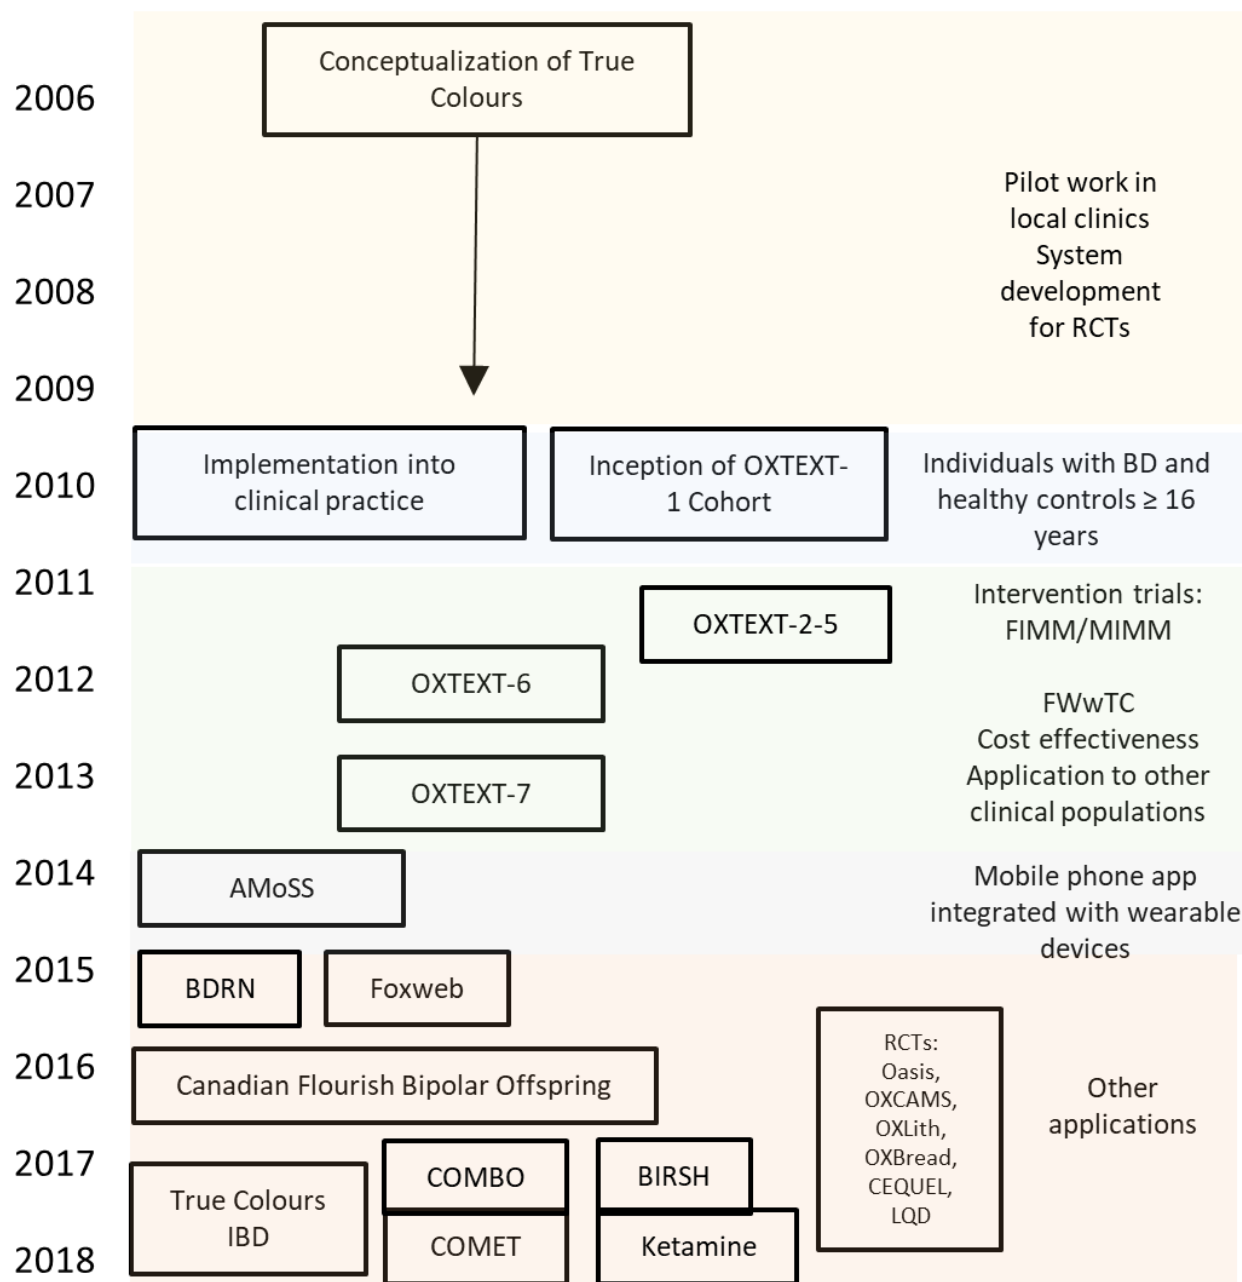 Conceptualization of True
Colours
2006
2007
Pilot work in
local clinics
System
development
for RCTs
2008
2009
Implementation into
clinical practice
Inception of OXTEXT-
1 Cohort
Individuals with BD and
healthy controls ≥ 16
years
2010
2011
OXTEXT-2-5
Intervention trials:
FIMM/MIMM
2012
OXTEXT-6
FWwTC
Cost effectiveness
Application to other
clinical populations
2013
OXTEXT-7
2014
AMoSS
Mobile phone app
integrated with wearable
devices
2015
BDRN
Foxweb
2016
Canadian Flourish Bipolar Offspring
RCTs:
Oasis,
OXCAMS,
OXLith,
OXBread,
CEQUEL,
LQD
Other
applications
2017
True Colours
IBD
COMBO
BIRSH
2018
COMET
Ketamine